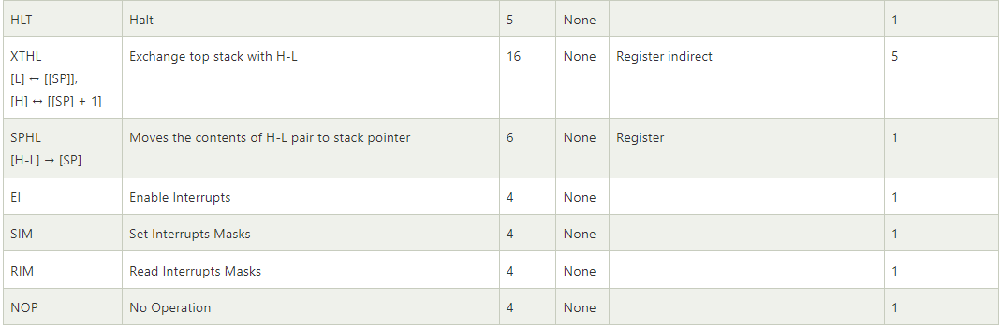 HLT Halt 5 None 1
XTHL Exchange top stack with H-L 16 None Register indirect 5
[L] ↔ [[SP]],
[H] ↔ [[SP] + 1]
SPHL Moves the contents of H-L pair to stack pointer 6 None Register 1
[H-L] → [SP]
EI Enable Interrupts 4 None 1
SIM Set Interrupts Masks 4 None 1
RIM Read Interrupts Masks 4 None 1
NOP No Operation 4 None 1